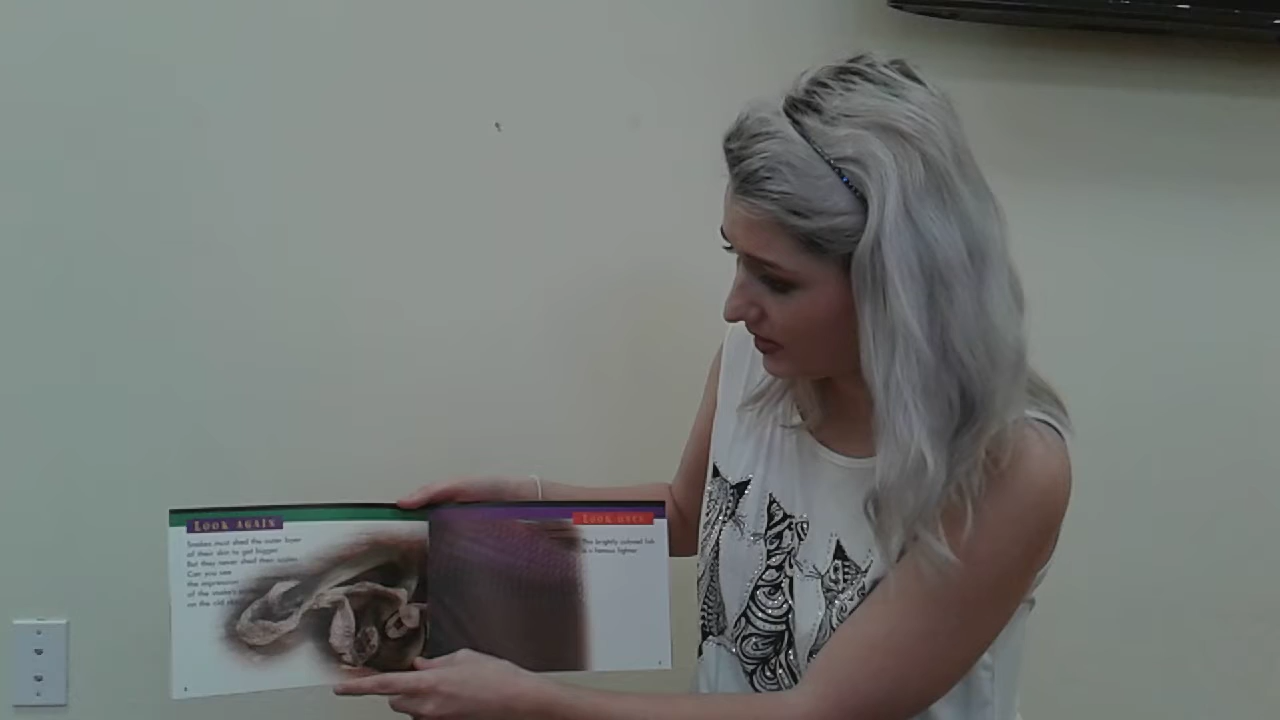 LOOK AGAIN
Snakes must shed the outer layer
of their skin to get bigger.
But they never shed their scales.
Can you see
the impression
of the snake's
on the old
LOOK ONCE
This brightly colored fish
is a famous fighter.